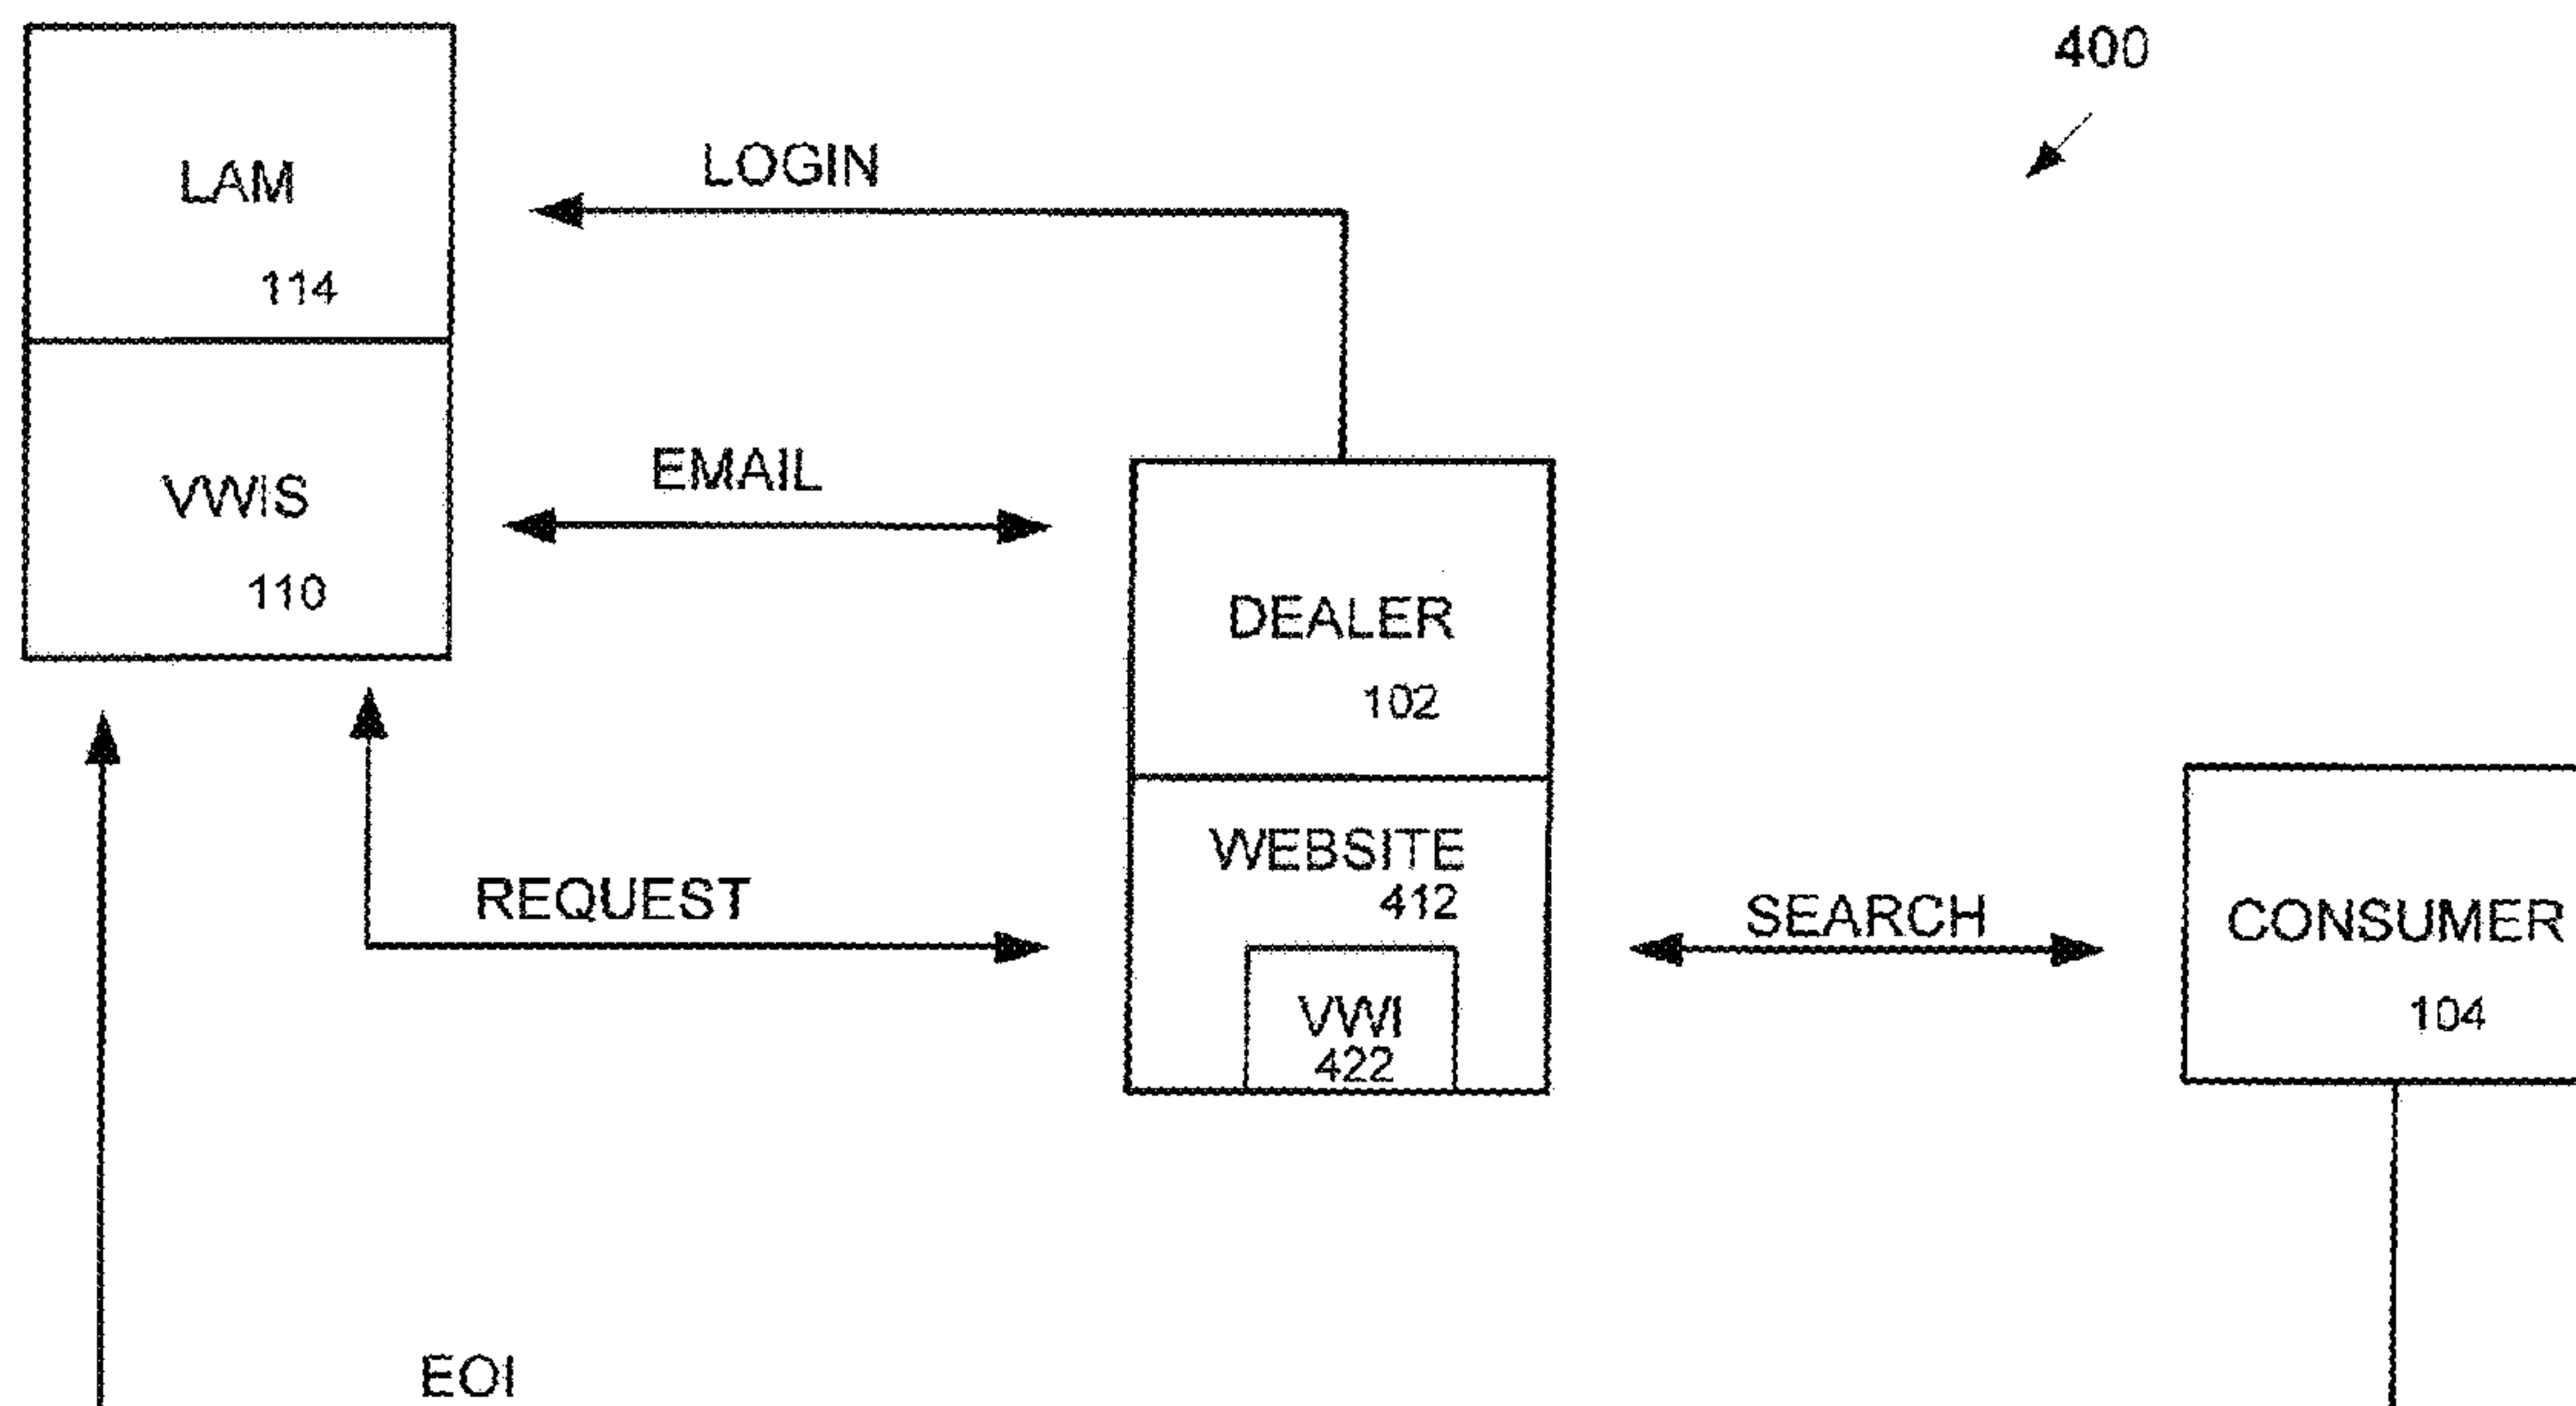 400
LAM
114
LOGIN
VWIS
110
EMAIL
DEALER
102
REQUEST
WEBSITE
412
VWI
422
SEARCH
CONSUMER
104
EOI